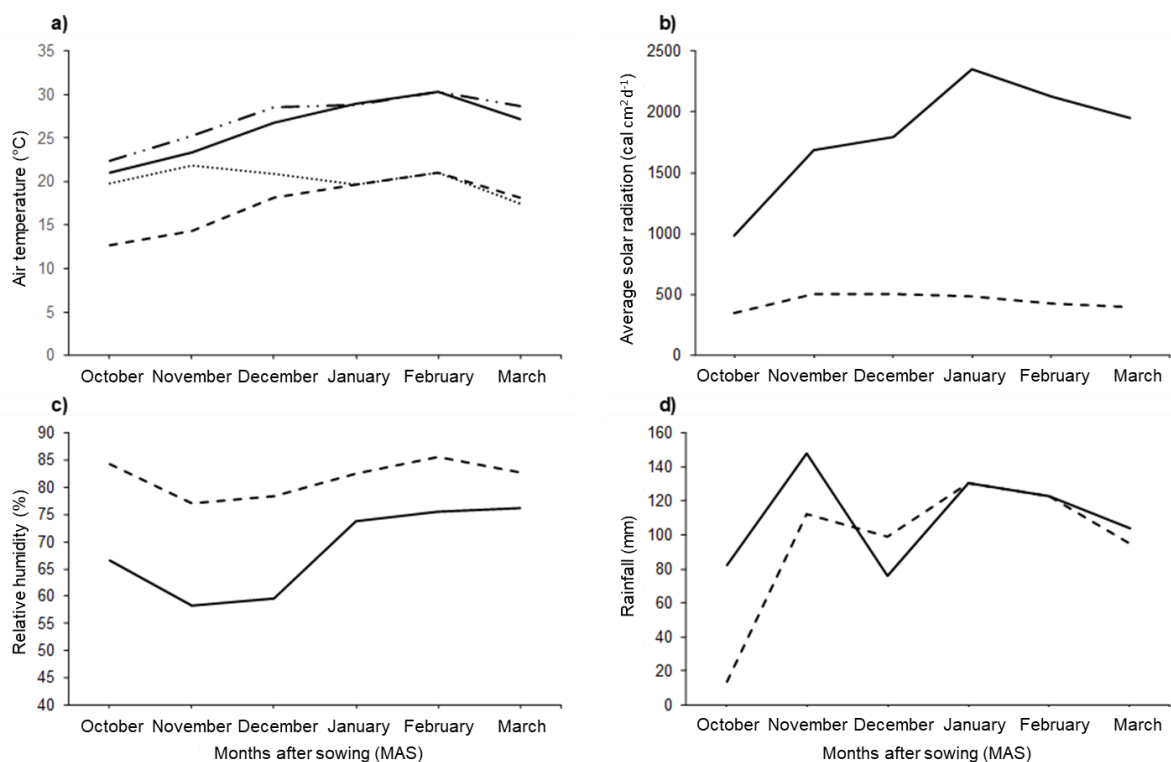 a)
35
30
25
20
15
10
5
0
Air temperature (°C)
October November December January February March
b)
2500
2000
1500
1000
500
0
Average solar radiation (cal cm² d⁻¹)
October November December January February March
c)
90
85
80
75
70
65
60
55
50
45
40
Relative humidity (%)
October November December January February March
Months after sowing (MAS)
d)
160
140
120
100
80
60
40
20
0
Rainfall (mm)
October November December January February March
Months after sowing (MAS)